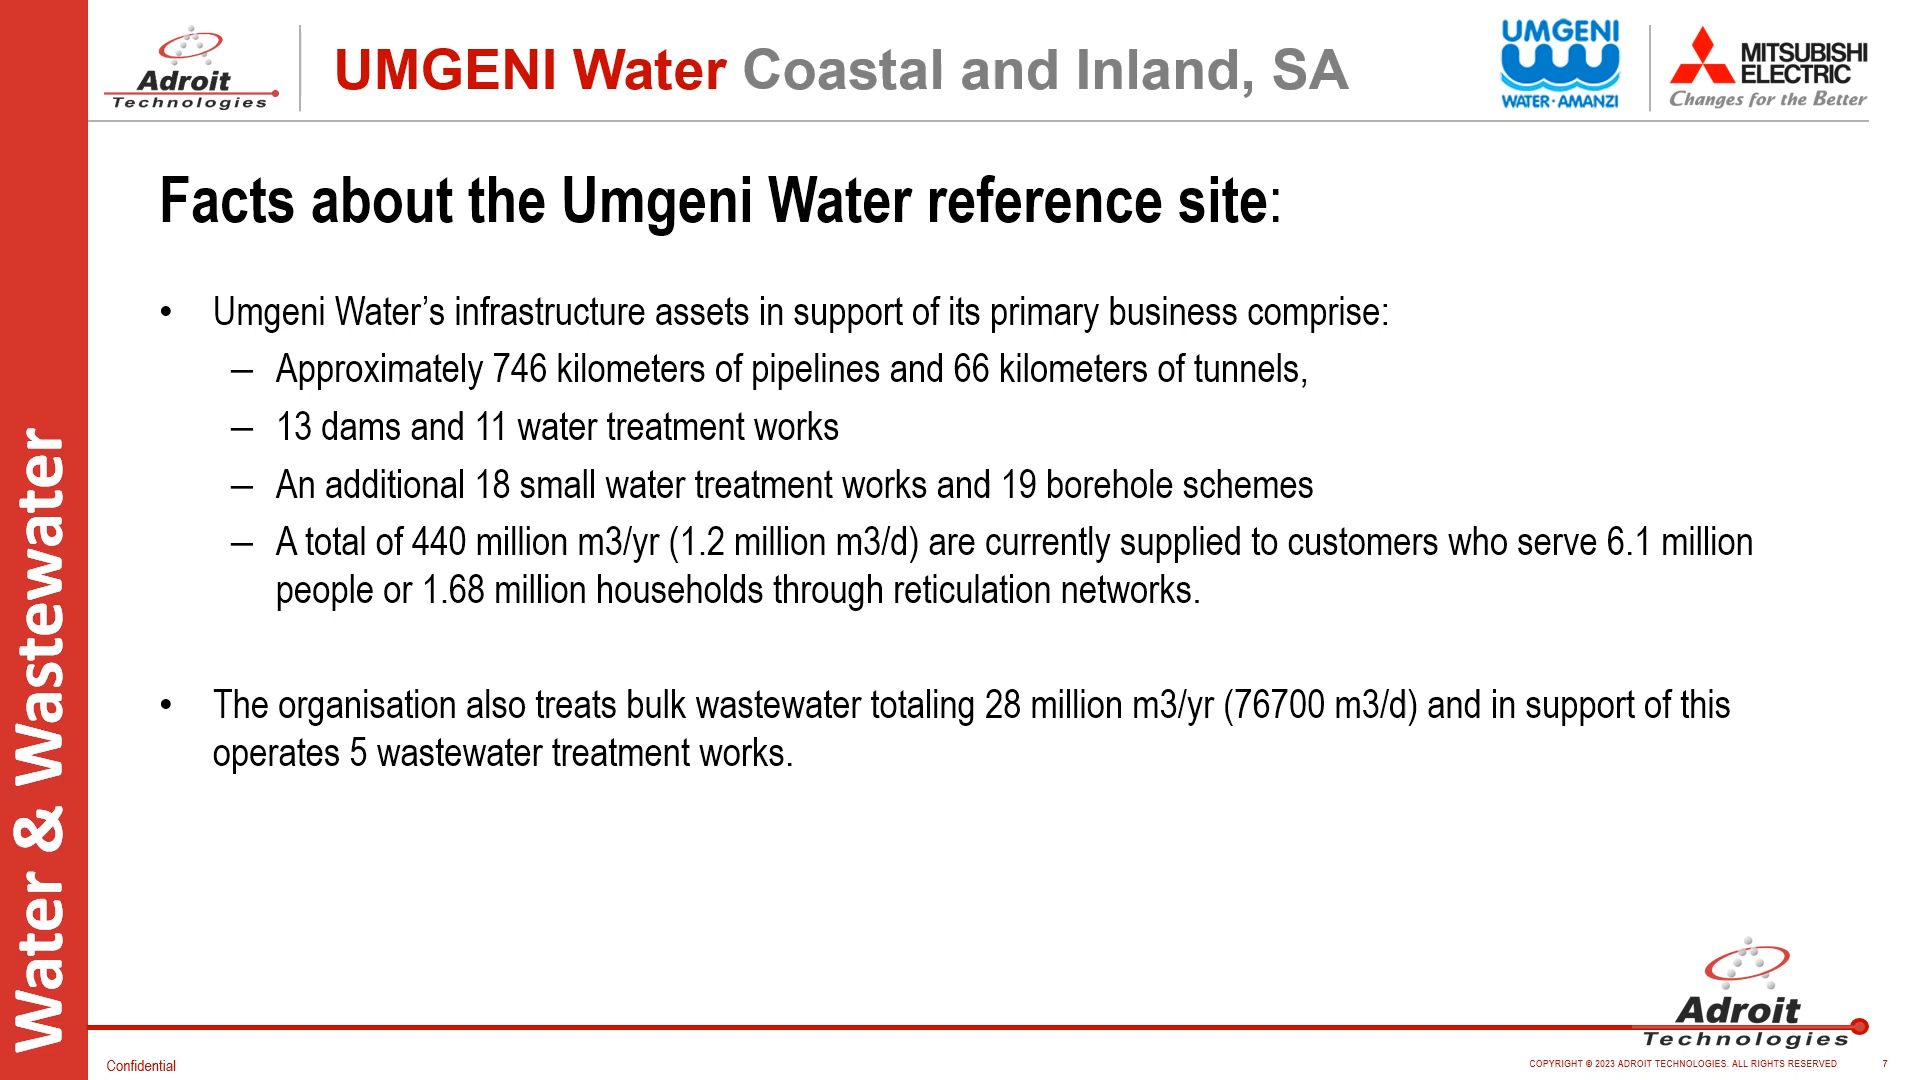 Adroit
Technologies
UMGENI Water Coastal and Inland, SA
UMGENI
WATER·AMANZI
MITSUBISHI
ELECTRIC
Changes for the Better
Water & Wastewater
Facts about the Umgeni Water reference site:
• Umgeni Water’s infrastructure assets in support of its primary business comprise:
– Approximately 746 kilometers of pipelines and 66 kilometers of tunnels,
– 13 dams and 11 water treatment works
– An additional 18 small water treatment works and 19 borehole schemes
– A total of 440 million m3/yr (1.2 million m3/d) are currently supplied to customers who serve 6.1 million
people or 1.68 million households through reticulation networks.
• The organisation also treats bulk wastewater totaling 28 million m3/yr (76700 m3/d) and in support of this
operates 5 wastewater treatment works.
Adroit
Technologies
Confidential
COPYRIGHT © 2023 ADROIT TECHNOLOGIES. ALL RIGHTS RESERVED
7